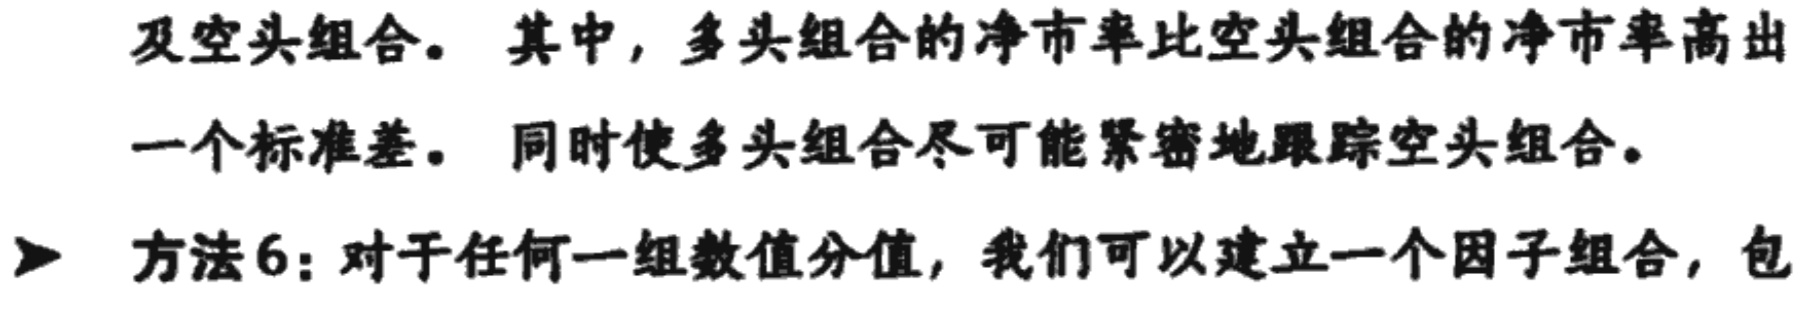 及空头组合。 其中，多头组合的净市率比空头组合的净市率高出
一个标准差。 同时使多头组合尽可能紧密地跟踪空头组合。
➤ 方法6：对于任何一组数值分值，我们可以建立一个因子组合，包